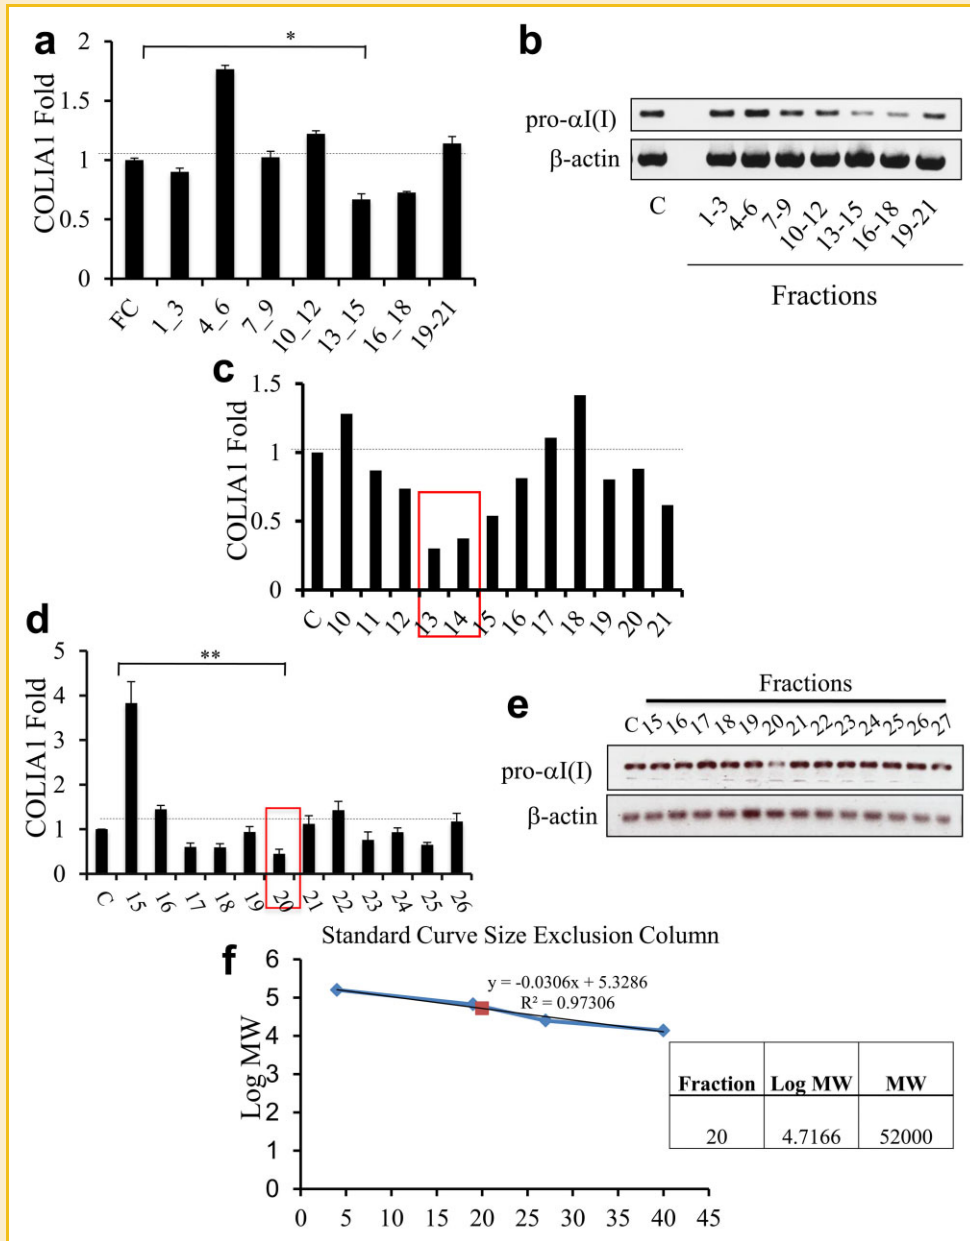 a
*
COLIA1 Fold
2
1.5
1
0.5
0
FC
1_3
4_6
7_9
10_12
13_15
16_18
19-21
b
pro-αI(I)
β-actin
C
1-3
4-6
7-9
10-12
13-15
16-18
19-21
Fractions
c
COLIA1 Fold
1.5
1
0.5
0
C
10
11
12
13
14
15
16
17
18
19
20
21
d
**
COLIA1 Fold
5
4
3
2
1
0
C
15
16
17
18
19
20
21
22
23
24
25
26
e
Fractions
C 15 16 17 18 19 20 21 22 23 24 25 26 27
pro-αI(I)
β-actin
f
Standard Curve Size Exclusion Column
y = -0.0306x + 5.3286
R² = 0.97306
Log MW
6
5
4
3
2
1
0
0 5 10 15 20 25 30 35 40 45
Fraction Log MW MW
20 4.7166 52000